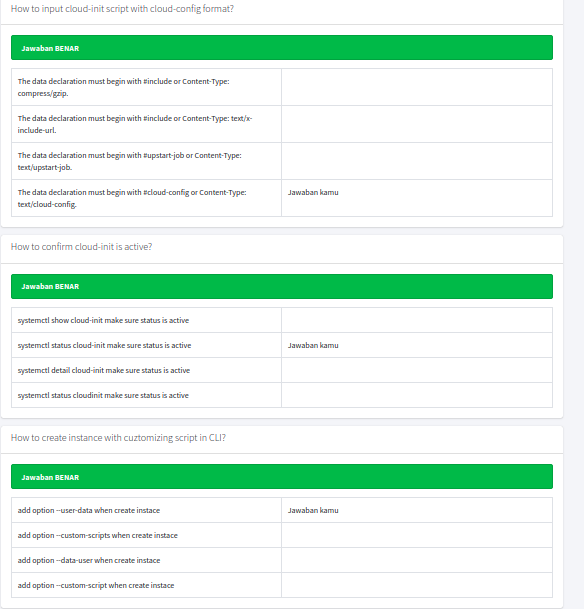 How to input cloud-init script with cloud-config format?
Jawaban BENAR
The data declaration must begin with #include or Content-Type:
compress/gzip.
The data declaration must begin with #include or Content-Type: text/x-
include-url.
The data declaration must begin with #upstart-job or Content-Type:
text/upstart-job.
The data declaration must begin with #cloud-config or Content-Type: Jawaban kamu
text/cloud-config.
How to confirm cloud-init is active?
Jawaban BENAR
systemctl show cloud-init make sure status is active
systemctl status cloud-init make sure status is active Jawaban kamu
systemctl detail cloud-init make sure status is active
systemctl status cloudinit make sure status is active
How to create instance with cuztomizing script in CLI?
Jawaban BENAR
add option --user-data when create instace Jawaban kamu
add option --custom-scripts when create instace
add option --data-user when create instace
add option --custom-script when create instace